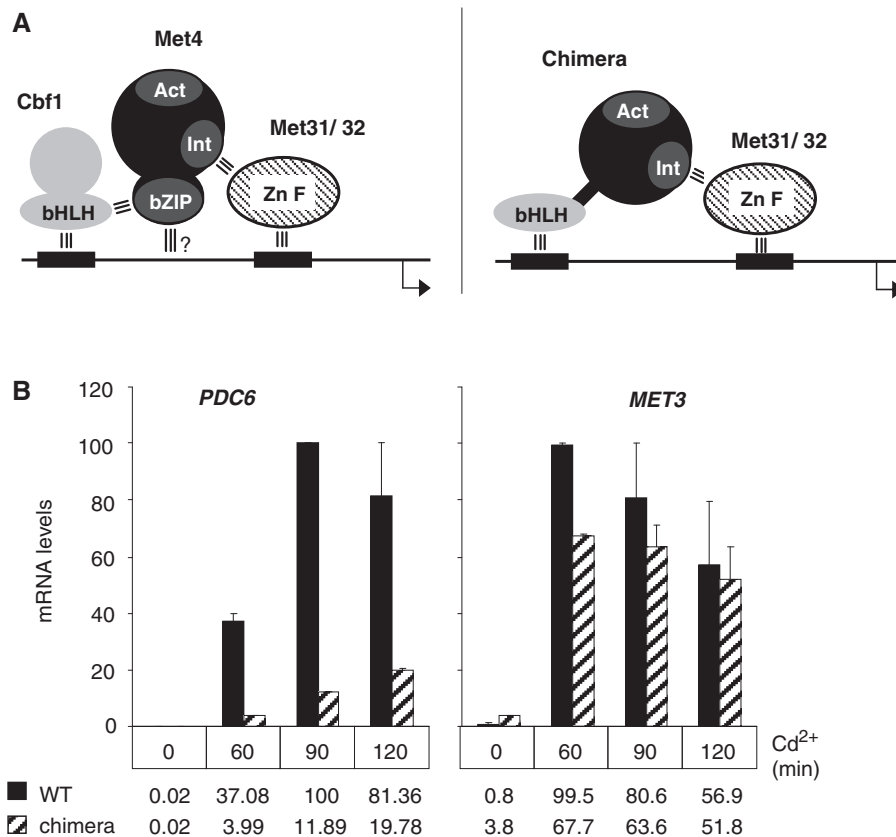 A
Met4
Cbf1
Act
Int
Met31/ 32
bHLH
bZIP
Zn F
?
Chimera
Act
Int
Met31/ 32
bHLH
Zn F
B
PDC6
MET3
mRNA levels
120
100
80
60
40
20
0
0 60 90 120
0 60 90 120
Cd2+
(min)
WT 0.02 37.08 100 81.36 0.8 99.5 80.6 56.9
chimera 0.02 3.99 11.89 19.78 3.8 67.7 63.6 51.8